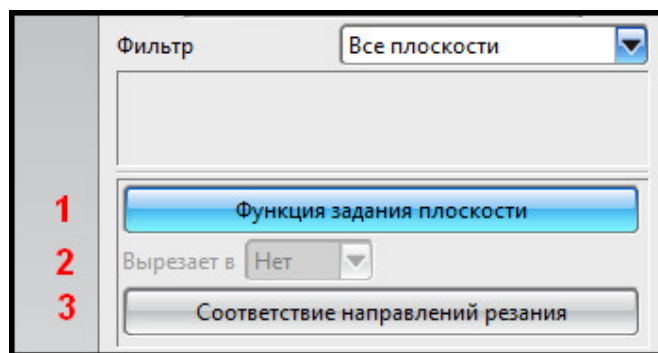 Фильтр Все плоскости
1 Функция задания плоскости
2 Вырезает в Нет
3 Соответствие направлений резания